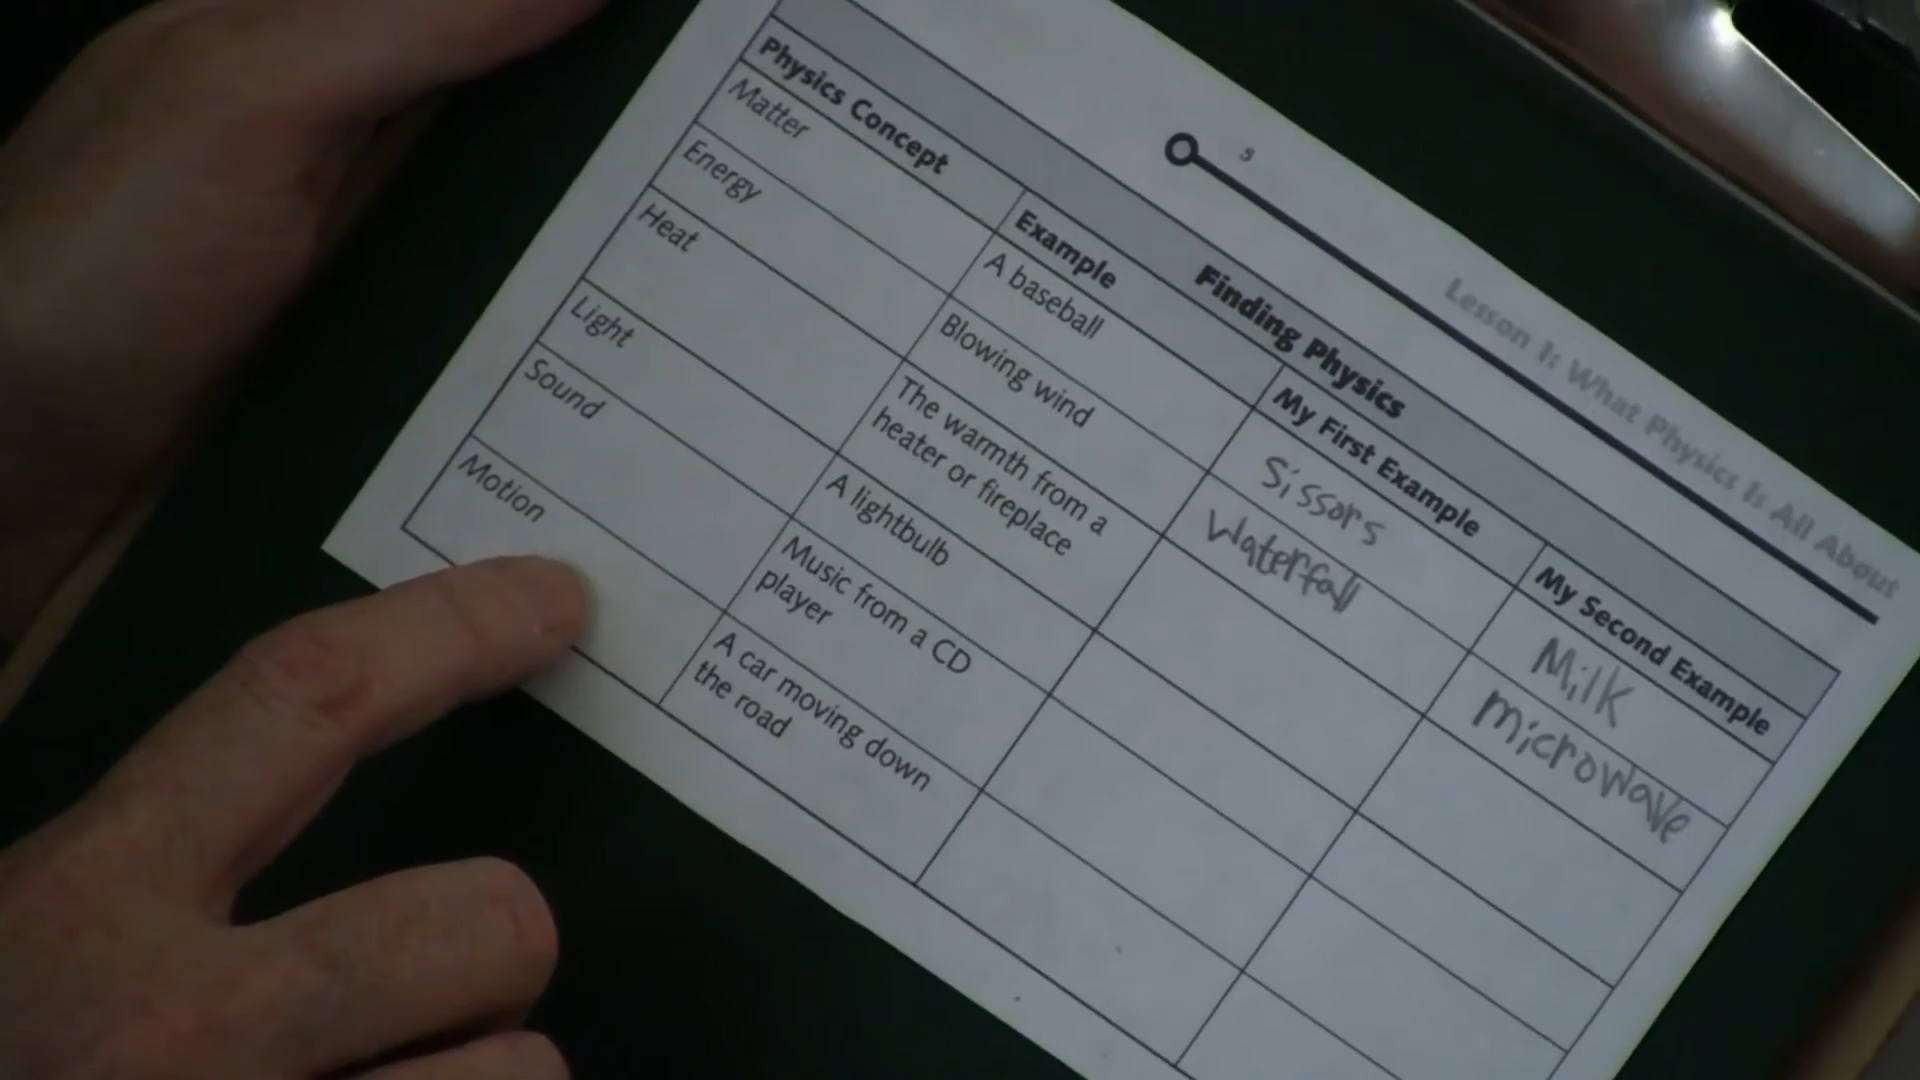 5
Lesson 1: What Physics Is All About
Finding Physics
Physics Concept Example My First Example My Second Example
Matter A baseball Sissors Milk
Energy Blowing wind Waterfall microwave
Heat The warmth from a
heater or fireplace
Light A lightbulb
Sound Music from a CD
player
Motion A car moving down
the road